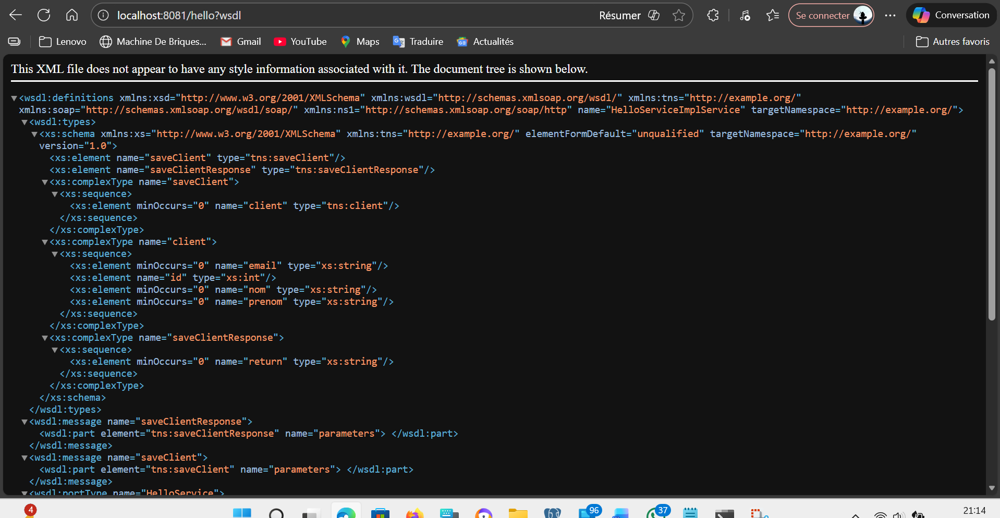 localhost:8081/hello?wsdl
Résumer
Se connecter
Conversation
Lenovo
Machine De Briques...
Gmail
YouTube
Maps
Traduire
Actualités
Autres favoris
This XML file does not appear to have any style information associated with it. The document tree is shown below.
<wsdl:definitions xmlns:xsd="http://www.w3.org/2001/XMLSchema" xmlns:wsdl="http://schemas.xmlsoap.org/wsdl/" xmlns:tns="http://example.org/"
xmlns:soap="http://schemas.xmlsoap.org/wsdl/soap/" xmlns:ns1="http://schemas.xmlsoap.org/soap/http" name="HelloServiceImplService" targetNamespace="http://example.org/">
<wsdl:types>
<xs:schema xmlns:xs="http://www.w3.org/2001/XMLSchema" xmlns:tns="http://example.org/" elementFormDefault="unqualified" targetNamespace="http://example.org/"
version="1.0">
<xs:element name="saveClient" type="tns:saveClient"/>
<xs:element name="saveClientResponse" type="tns:saveClientResponse"/>
<xs:complexType name="saveClient">
<xs:sequence>
<xs:element minOccurs="0" name="client" type="tns:client"/>
</xs:sequence>
</xs:complexType>
<xs:complexType name="client">
<xs:sequence>
<xs:element minOccurs="0" name="email" type="xs:string"/>
<xs:element name="id" type="xs:int"/>
<xs:element minOccurs="0" name="nom" type="xs:string"/>
<xs:element minOccurs="0" name="prenom" type="xs:string"/>
</xs:sequence>
</xs:complexType>
<xs:complexType name="saveClientResponse">
<xs:sequence>
<xs:element minOccurs="0" name="return" type="xs:string"/>
</xs:sequence>
</xs:complexType>
</xs:schema>
</wsdl:types>
<wsdl:message name="saveClientResponse">
<wsdl:part element="tns:saveClientResponse" name="parameters"> </wsdl:part>
</wsdl:message>
<wsdl:message name="saveClient">
<wsdl:part element="tns:saveClient" name="parameters"> </wsdl:part>
</wsdl:message>
<wsdl:portType name="HelloService">
4
96
37
21:14